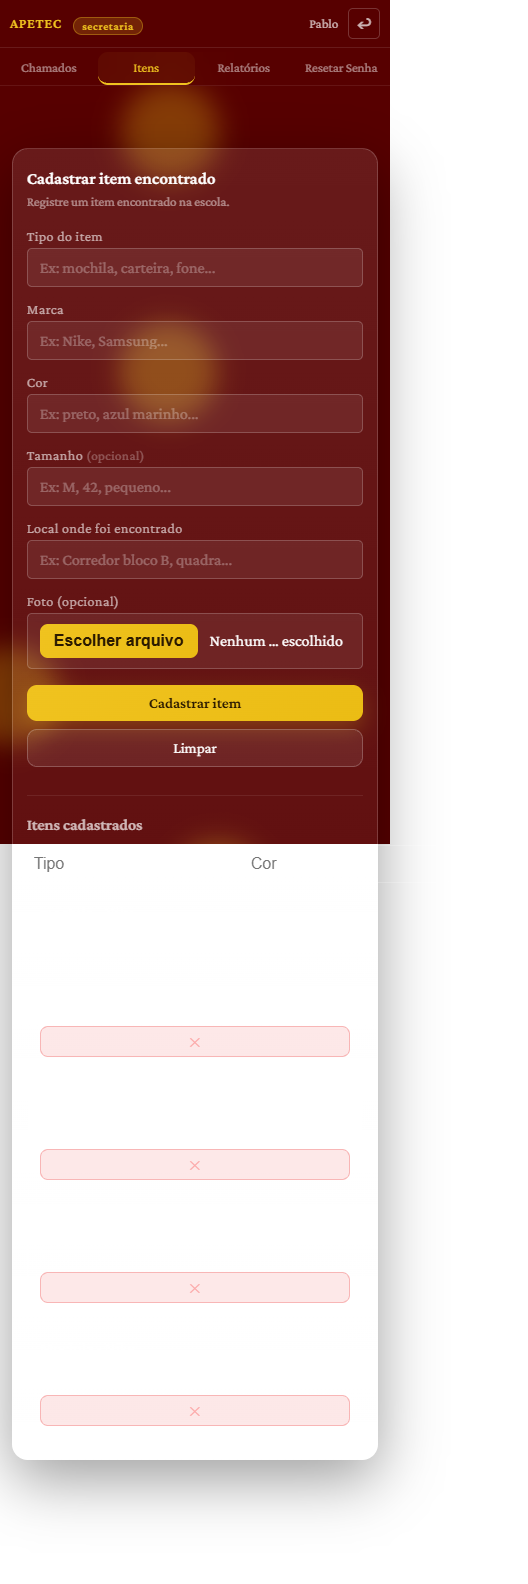 APETEC secretaria Pablo
Chamados Itens Relatórios Resetar Senha
Cadastrar item encontrado
Registre um item encontrado na escola.
Tipo do item
Ex: mochila, carteira, fone...
Marca
Ex: Nike, Samsung...
Cor
Ex: preto, azul marinho...
Tamanho (opcional)
Ex: M, 42, pequeno...
Local onde foi encontrado
Ex: Corredor bloco B, quadra...
Foto (opcional)
Escolher arquivo Nenhum ... escolhido
Cadastrar item
Limpar
Itens cadastrados
Tipo Cor